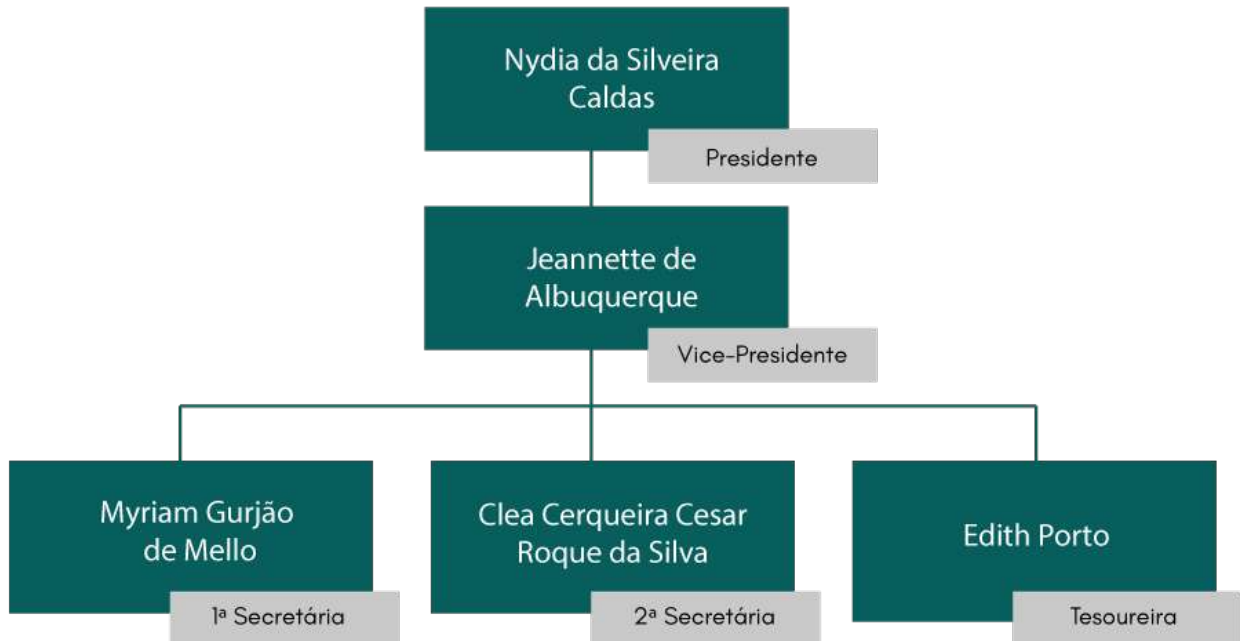 Nydia da Silveira
Caldas
Presidente
Jeannette de
Albuquerque
Vice-Presidente
Myriam Gurjão
de Mello
1ª Secretária
Clea Cerqueira Cesar
Roque da Silva
2ª Secretária
Edith Porto
Tesoureira